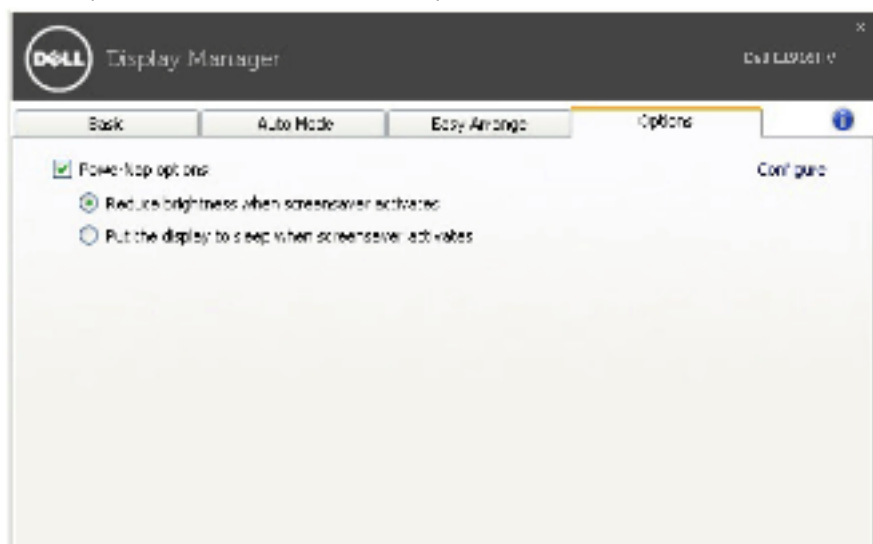 DELL Display Manager
Basic Auto Mode Easy Arrange Options
PowerNap options Configure
Reduce brightness when screensaver activates
Put the display to sleep when screensaver activates